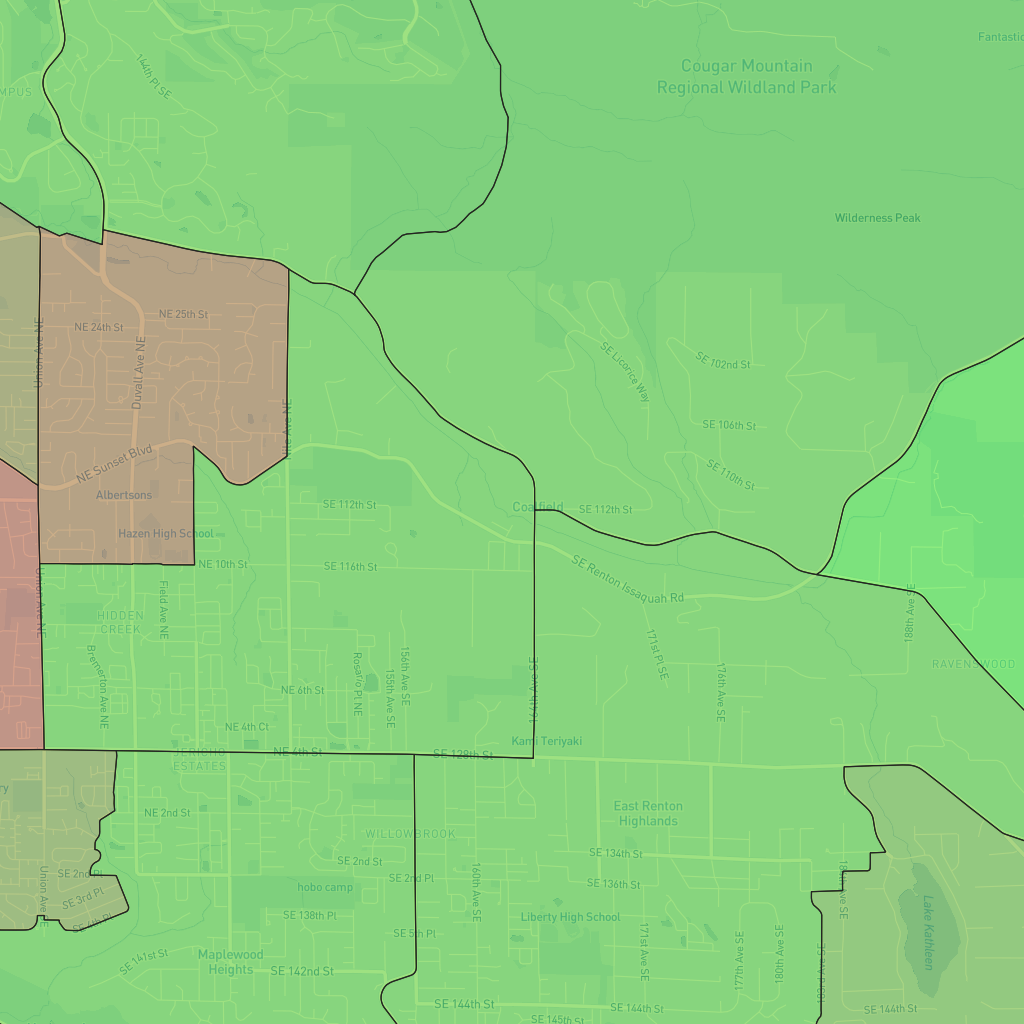 Fantastic
Cougar Mountain
Regional Wildland Park
144th Pl SE
MPUS
Wilderness Peak
NE 25th St
NE 24th St
Union Ave NE
Duvall Ave NE
SE Licorice Way
SE 102nd St
SE 106th St
NE Sunset Blvd
SE 110th St
Albertsons
SE 112th St
Coalfield
SE 112th St
Hazen High School
NE 10th St
SE 116th St
SE Renton Issaquah Rd
Union Ave NE
Field Ave NE
HIDDEN
CREEK
188th Ave SE
171st Pl SE
156th Ave SE
Bremerton Ave NE
Rosario Pl NE
155th Ave SE
176th Ave SE
RAVENSWOOD
164th Ave SE
NE 6th St
NE 4th Ct
Kami Teriyaki
JERICHO
ESTATES
NE 4th St
SE 128th St
ry
NE 2nd St
East Renton
Highlands
WILLOWBROOK
SE 134th St
SE 2nd St
SE 2nd Pl
SE 2nd Pl
SE 136th St
hobo camp
SE 3rd Pl
Union Ave NE
160th Ave SE
Lake Kathleen
SE 138th Pl
Liberty High School
SE 4th Pl
SE 5th Pl
171st Ave SE
177th Ave SE
180th Ave SE
183rd Ave SE
Maplewood
Heights
SE 141st St
SE 142nd St
SE 144th St
SE 144th St
SE 144th St
SE 145th St